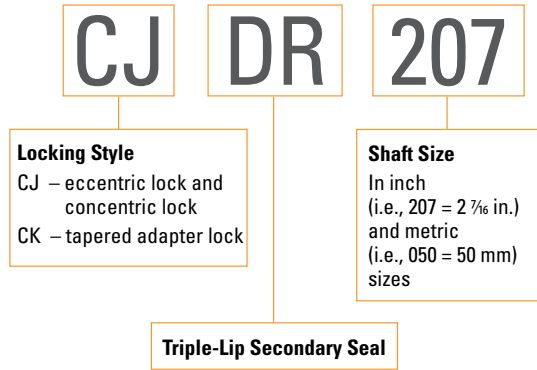 CJ DR 207
Locking Style
CJ – eccentric lock and
concentric lock
CK – tapered adapter lock
Shaft Size
In inch
(i.e., 207 = 2 7⁄16 in.)
and metric
(i.e., 050 = 50 mm)
sizes
Triple-Lip Secondary Seal